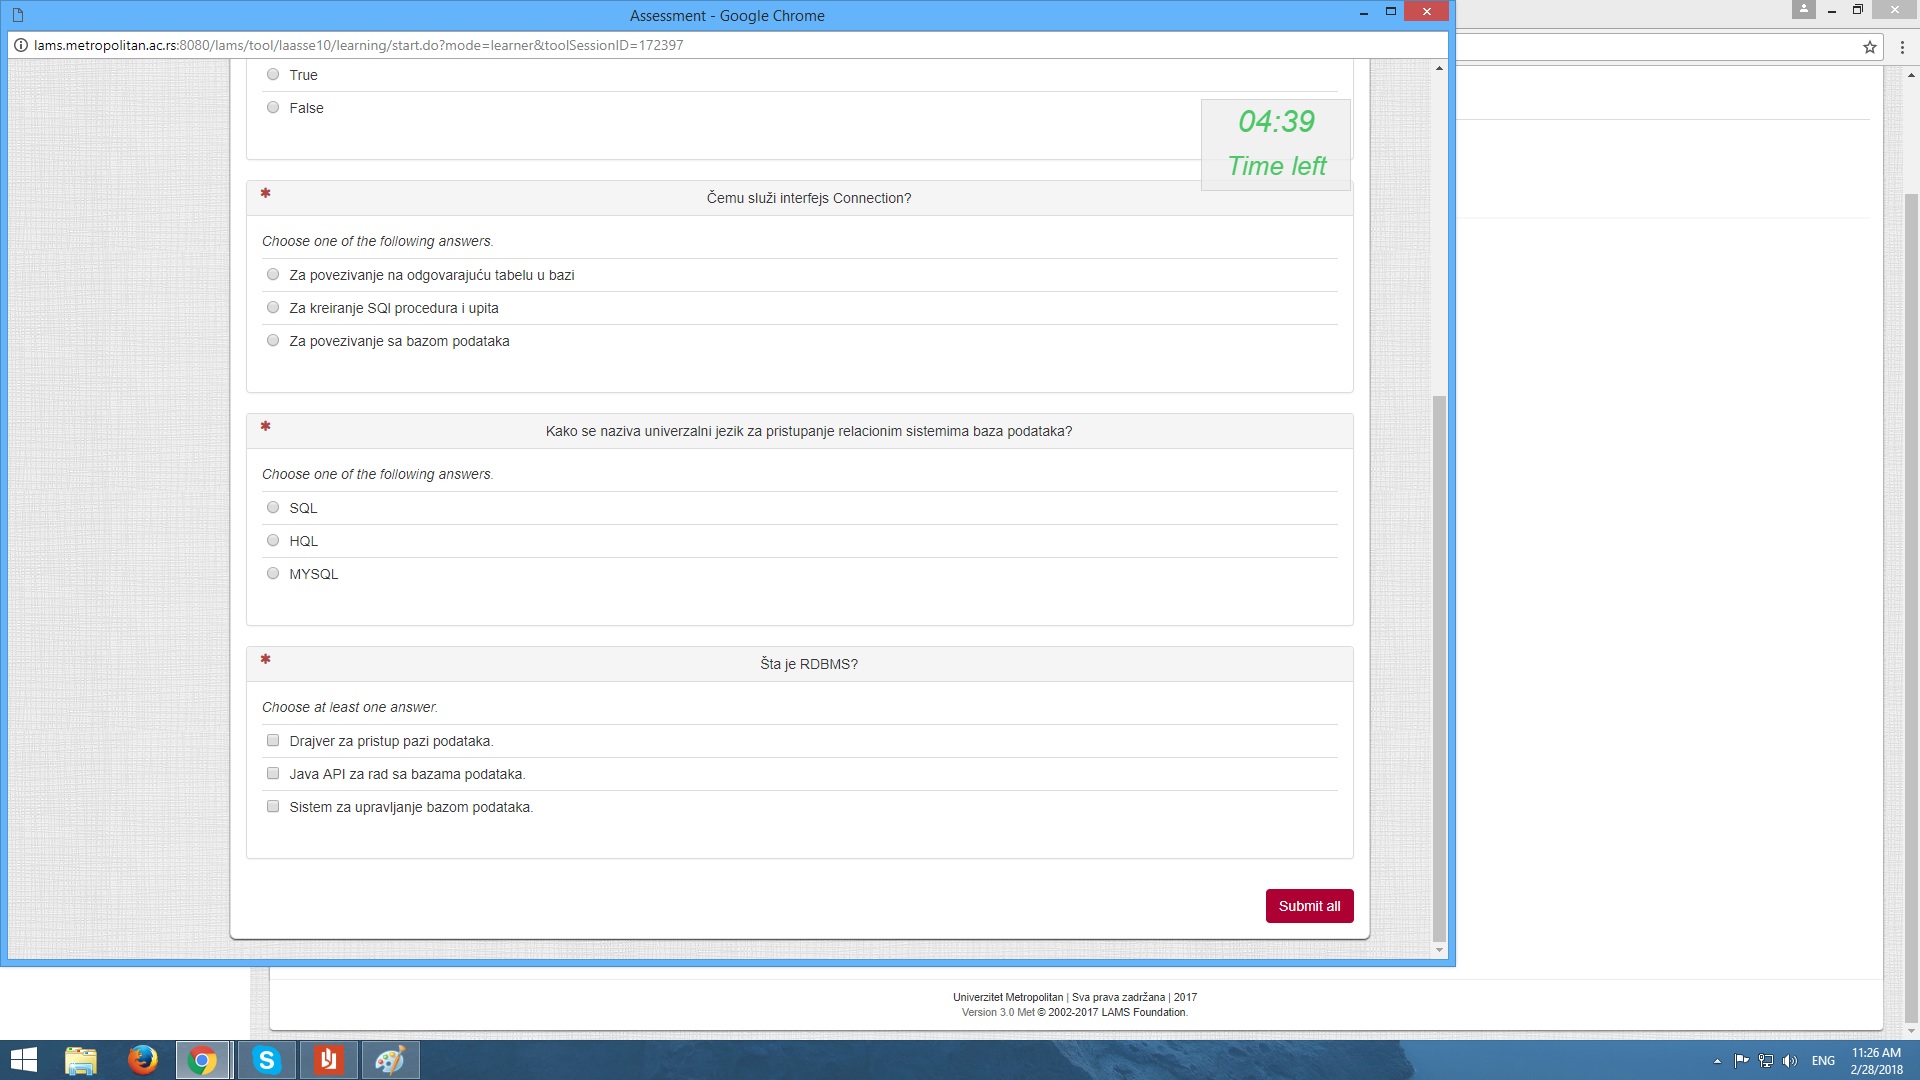 Assessment - Google Chrome
lams.metropolitan.ac.rs:8080/lams/tool/laasse10/learning/start.do?mode=learner&toolSessionID=172397
True
False
04:39
Time left
* Čemu služi interfejs Connection?
Choose one of the following answers.
Za povezivanje na odgovarajuću tabelu u bazi
Za kreiranje SQl procedura i upita
Za povezivanje sa bazom podataka
* Kako se naziva univerzalni jezik za pristupanje relacionim sistemima baza podataka?
Choose one of the following answers.
SQL
HQL
MYSQL
* Šta je RDBMS?
Choose at least one answer.
Drajver za pristup pazi podataka.
Java API za rad sa bazama podataka.
Sistem za upravljanje bazom podataka.
Submit all
Univerzitet Metropolitan | Sva prava zadržana | 2017
Version 3.0 Met © 2002-2017 LAMS Foundation.
ENG
11:26 AM
2/28/2018